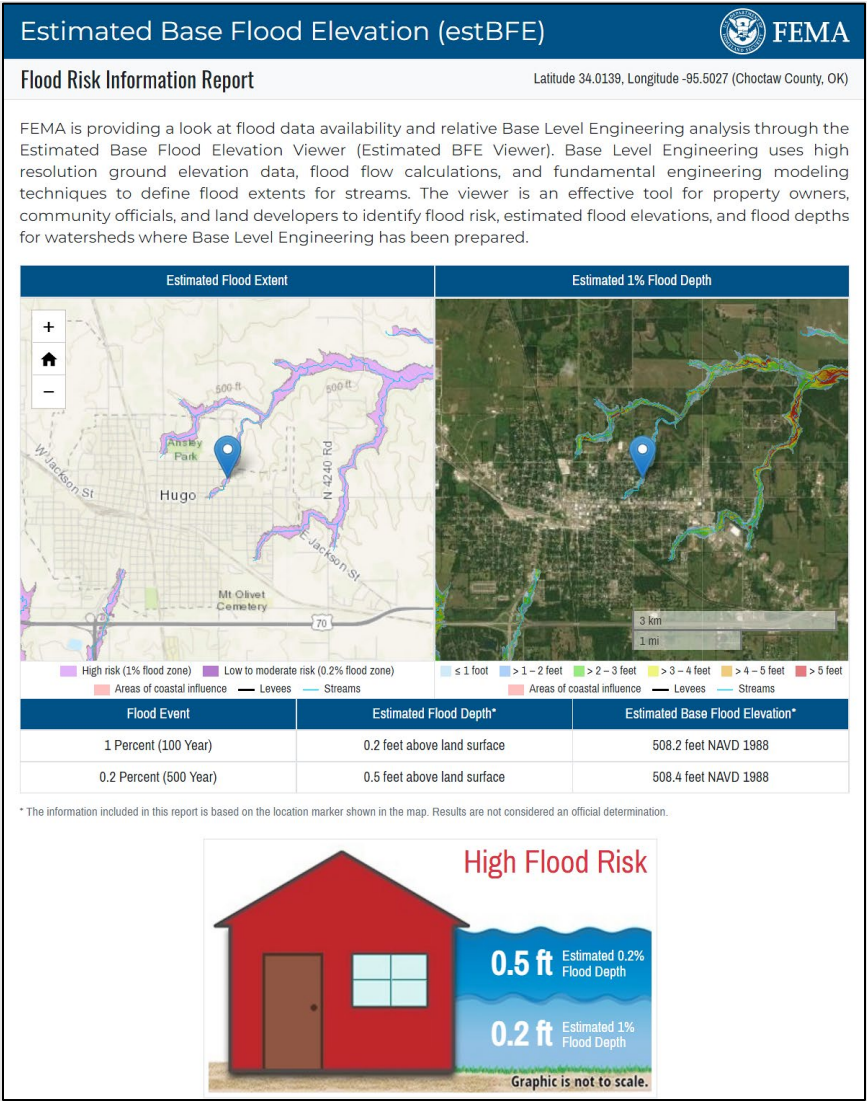 Estimated Base Flood Elevation (estBFE)
FEMA
Flood Risk Information Report
Latitude 34.0139, Longitude -95.5027 (Choctaw County, OK)
FEMA is providing a look at flood data availability and relative Base Level Engineering analysis through the
Estimated Base Flood Elevation Viewer (Estimated BFE Viewer). Base Level Engineering uses high
resolution ground elevation data, flood flow calculations, and fundamental engineering modeling
techniques to define flood extents for streams. The viewer is an effective tool for property owners,
community officials, and land developers to identify flood risk, estimated flood elevations, and flood depths
for watersheds where Base Level Engineering has been prepared.
Estimated Flood Extent
Estimated 1% Flood Depth
+
−
500 ft
500 ft
Ansley
Park
W Jackson St
Hugo
N 4240 Rd
E Jackson St
Mt Olivet
Cemetery
70
3 km
1 mi
High risk (1% flood zone) Low to moderate risk (0.2% flood zone)
Areas of coastal influence Levees Streams
≤ 1 foot > 1 – 2 feet > 2 – 3 feet > 3 – 4 feet > 4 – 5 feet > 5 feet
Areas of coastal influence Levees Streams
Flood Event Estimated Flood Depth* Estimated Base Flood Elevation*
1 Percent (100 Year) 0.2 feet above land surface 508.2 feet NAVD 1988
0.2 Percent (500 Year) 0.5 feet above land surface 508.4 feet NAVD 1988
* The information included in this report is based on the location marker shown in the map. Results are not considered an official determination.
High Flood Risk
0.5 ft Estimated 0.2%
Flood Depth
0.2 ft Estimated 1%
Flood Depth
Graphic is not to scale.